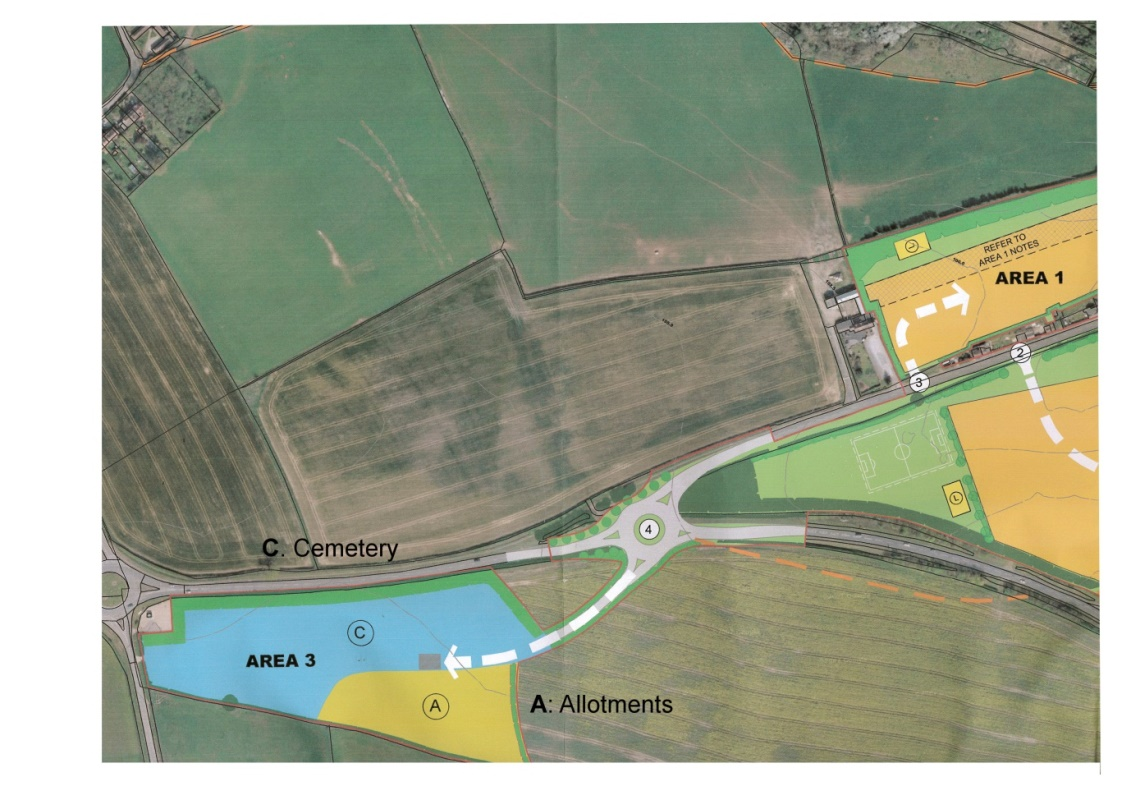 REFER TO
AREA 1 NOTES
AREA 1
2
3
4
L
C. Cemetery
C
AREA 3
A
A: Allotments